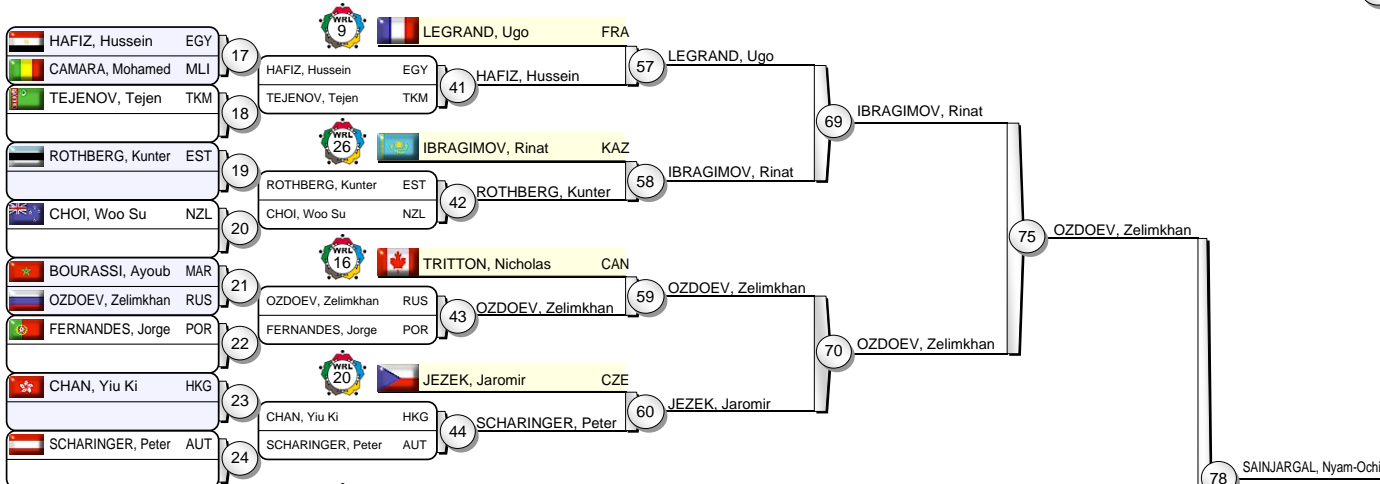 WRL
9
LEGRAND, Ugo FRA
HAFIZ, Hussein EGY
CAMARA, Mohamed MLI
17
HAFIZ, Hussein EGY
TEJENOV, Tejen TKM
41
HAFIZ, Hussein
57
LEGRAND, Ugo
TEJENOV, Tejen TKM
18
69
IBRAGIMOV, Rinat
WRL
26
IBRAGIMOV, Rinat KAZ
ROTHBERG, Kunter EST
19
ROTHBERG, Kunter EST
CHOI, Woo Su NZL
42
ROTHBERG, Kunter
58
IBRAGIMOV, Rinat
CHOI, Woo Su NZL
20
75
OZDOEV, Zelimkhan
WRL
16
TRITTON, Nicholas CAN
BOURASSI, Ayoub MAR
OZDOEV, Zelimkhan RUS
21
OZDOEV, Zelimkhan RUS
FERNANDES, Jorge POR
43
OZDOEV, Zelimkhan
59
OZDOEV, Zelimkhan
FERNANDES, Jorge POR
22
70
OZDOEV, Zelimkhan
WRL
20
JEZEK, Jaromir CZE
CHAN, Yiu Ki HKG
23
CHAN, Yiu Ki HKG
SCHARINGER, Peter AUT
44
SCHARINGER, Peter
60
JEZEK, Jaromir
SCHARINGER, Peter AUT
24
78
SAINJARGAL, Nyam-Ochi